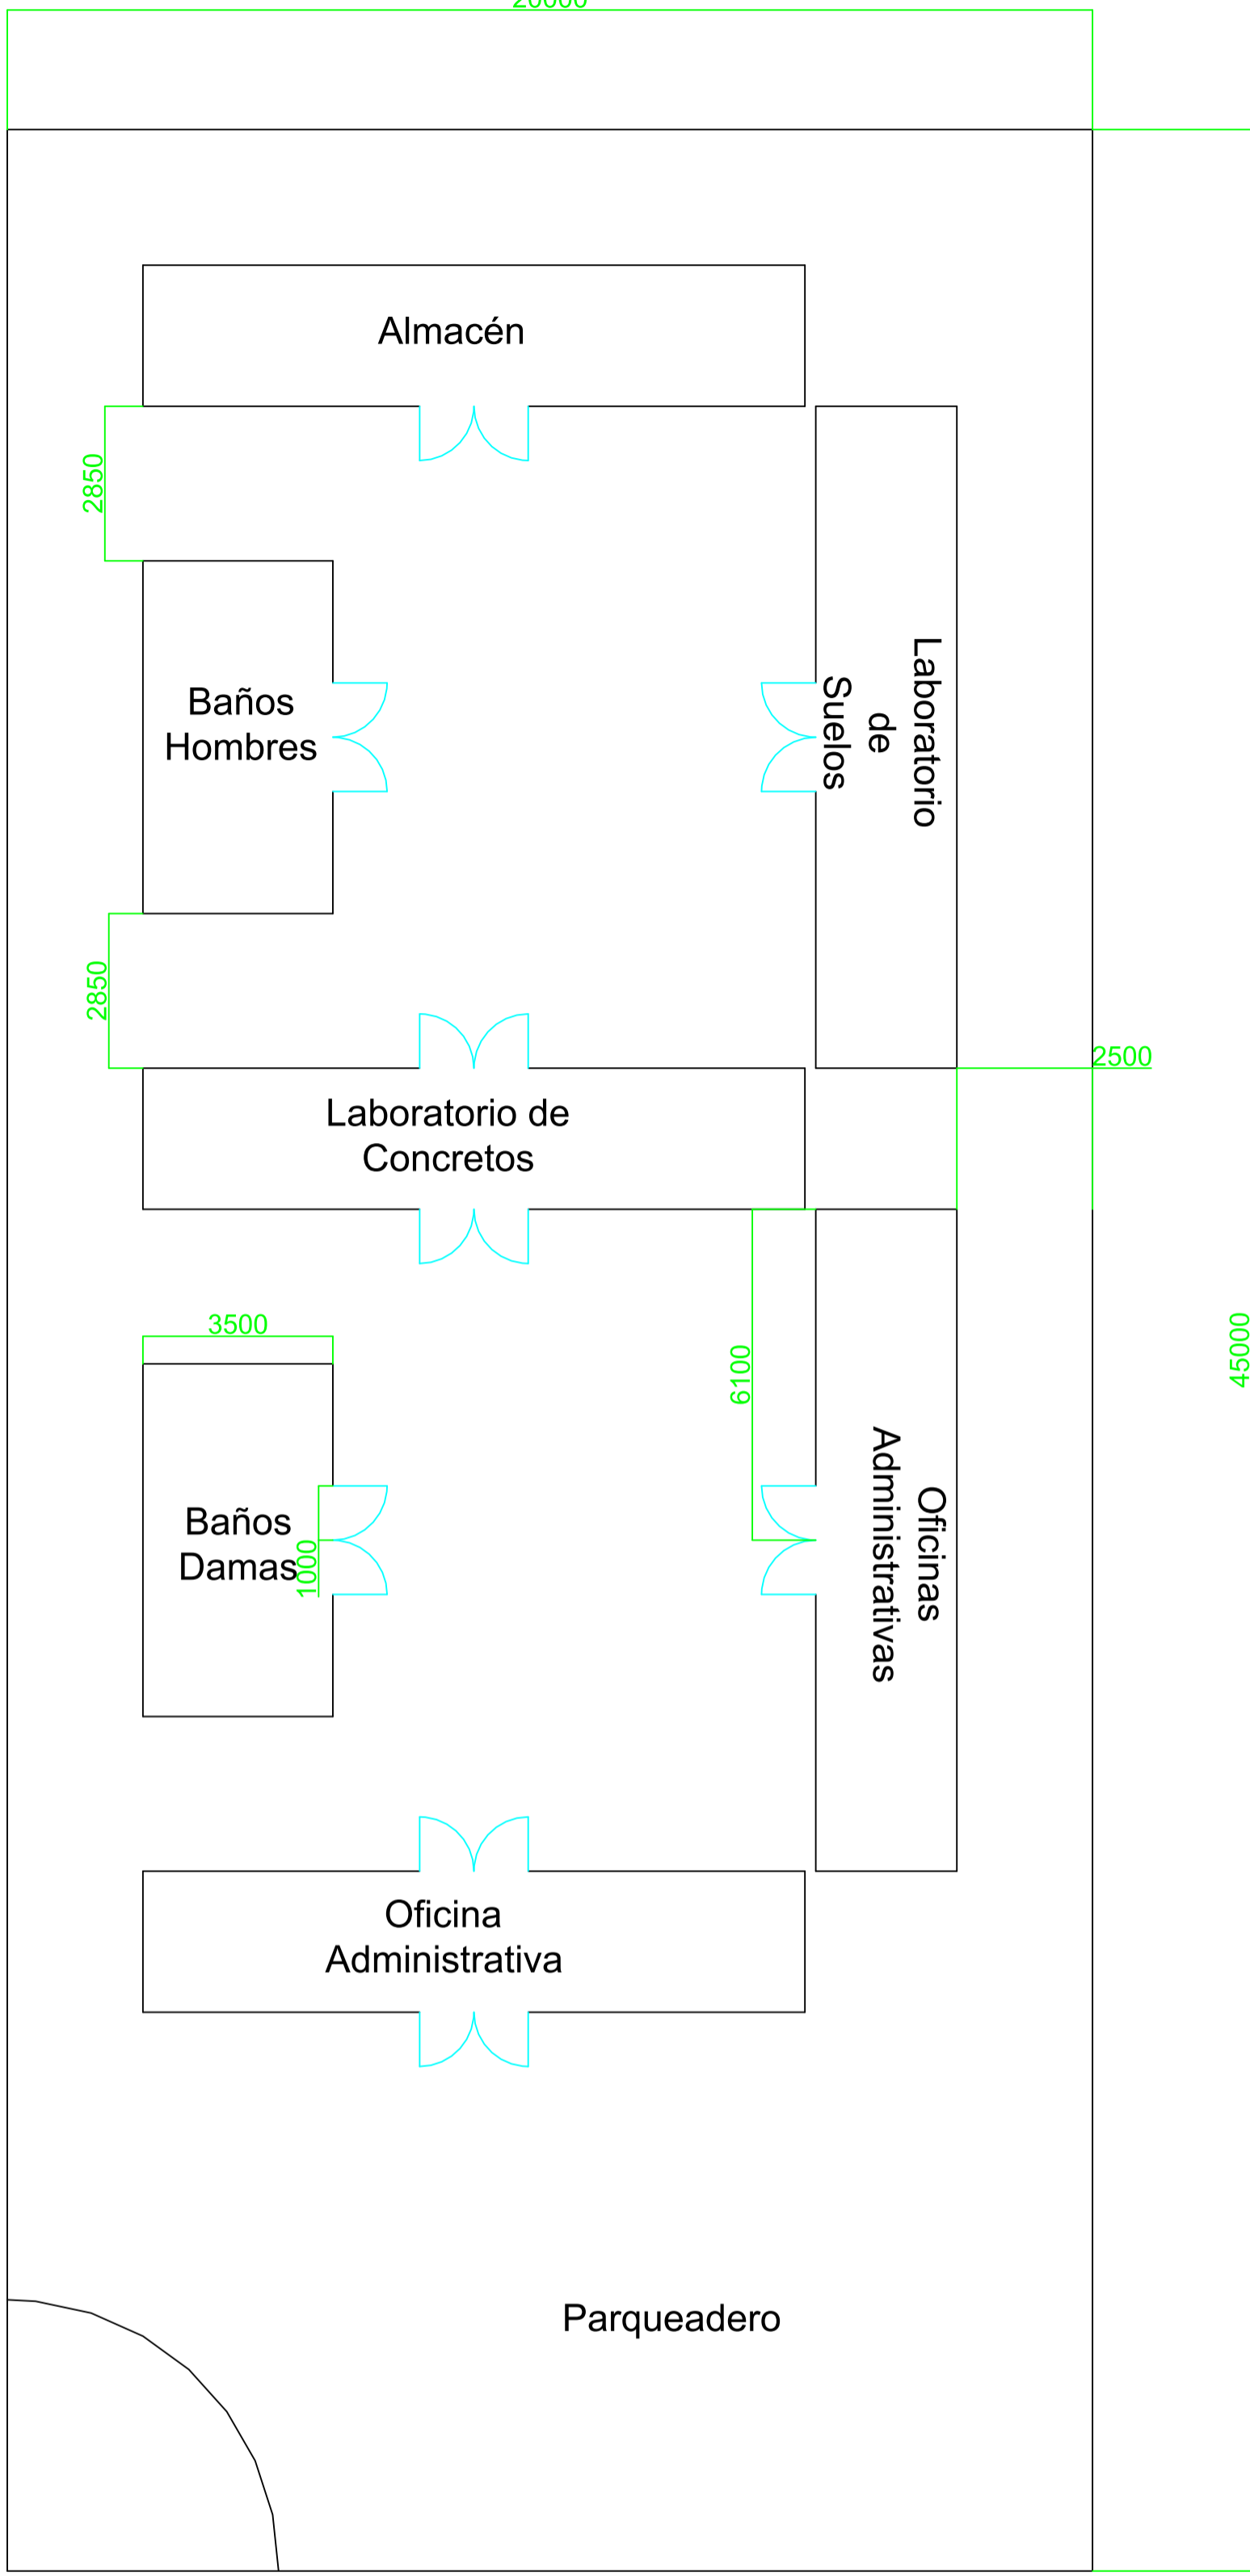 20000
Almacén
2850
Baños
Hombres
Laboratorio
de
Suelos
2850
2500
Laboratorio de
Concretos
3500
6100
45000
Baños
Damas
1000
Oficinas
Administrativas
Oficina
Administrativa
Parqueadero